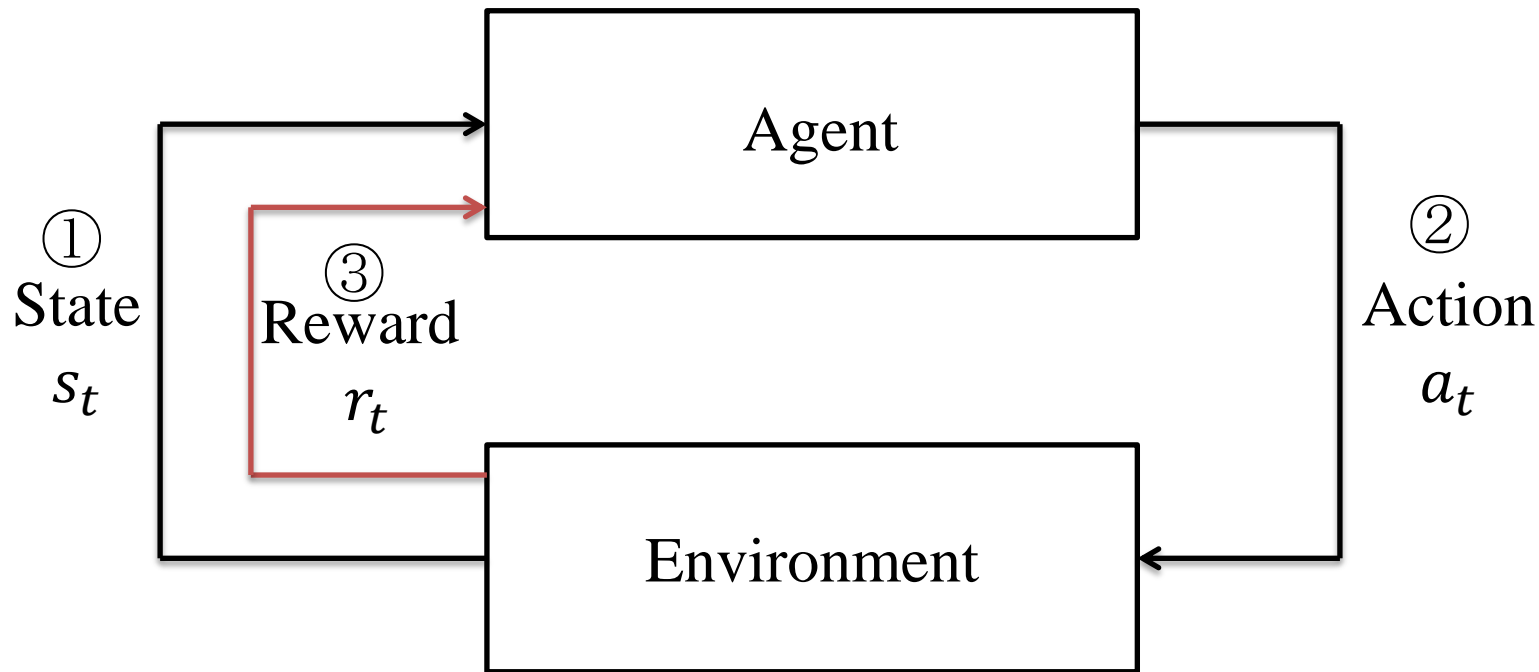 Agent
①
State
s_t
③
Reward
r_t
②
Action
a_t
Environment